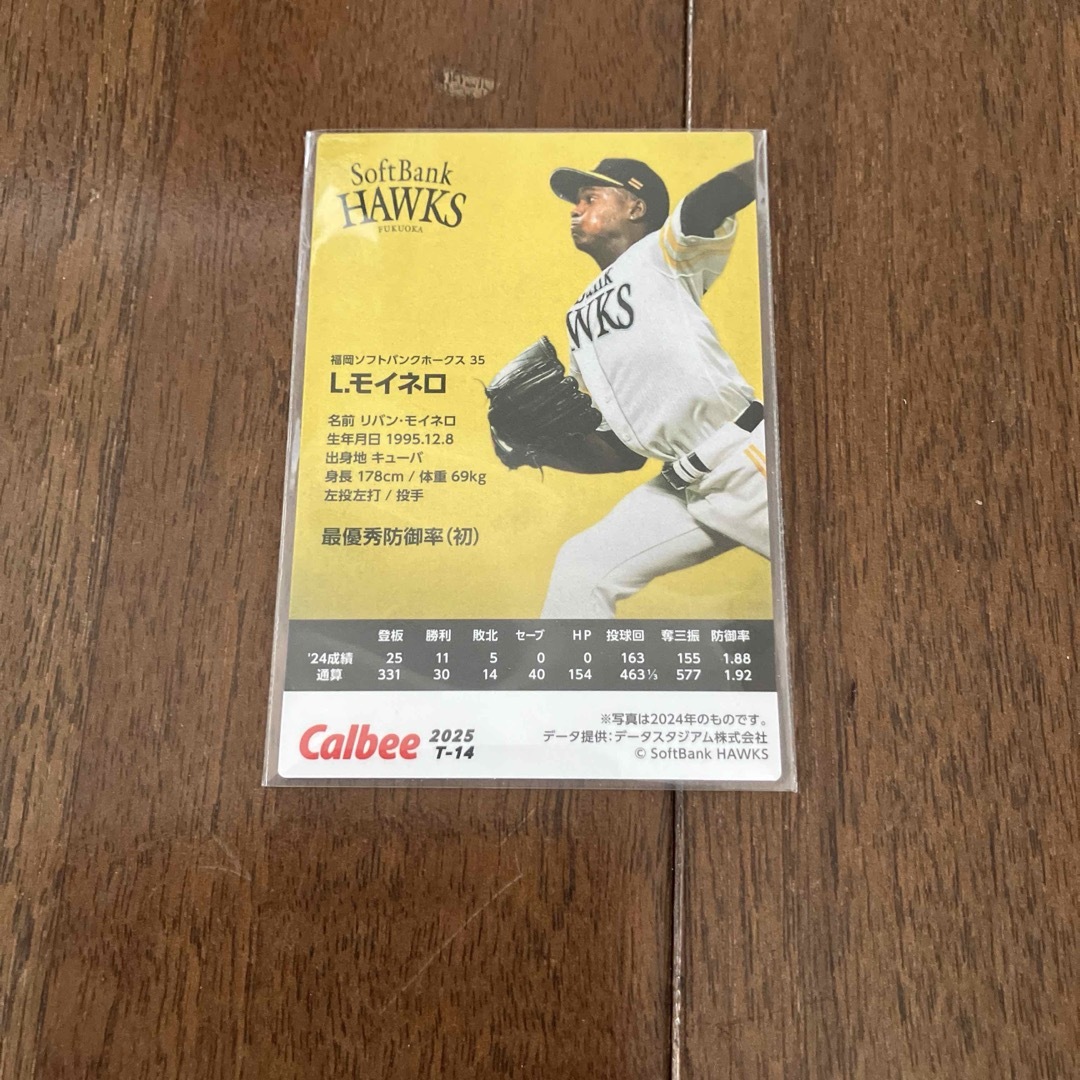 SoftBank
HAWKS
FUKUOKA
WKS
福岡ソフトバンクホークス 35
L.モイネロ
名前 リバン・モイネロ
生年月日 1995.12.8
出身地 キューバ
身長 178cm / 体重 69kg
左投左打 / 投手
最優秀防御率(初)
登板 勝利 敗北 セーブ HP 投球回 奪三振 防御率
'24成績 25 11 5 0 0 163 155 1.88
通算 331 30 14 40 154 463 1/3 577 1.92
Calbee 2025
T-14
※写真は2024年のものです。
データ提供:データスタジアム株式会社
© SoftBank HAWKS